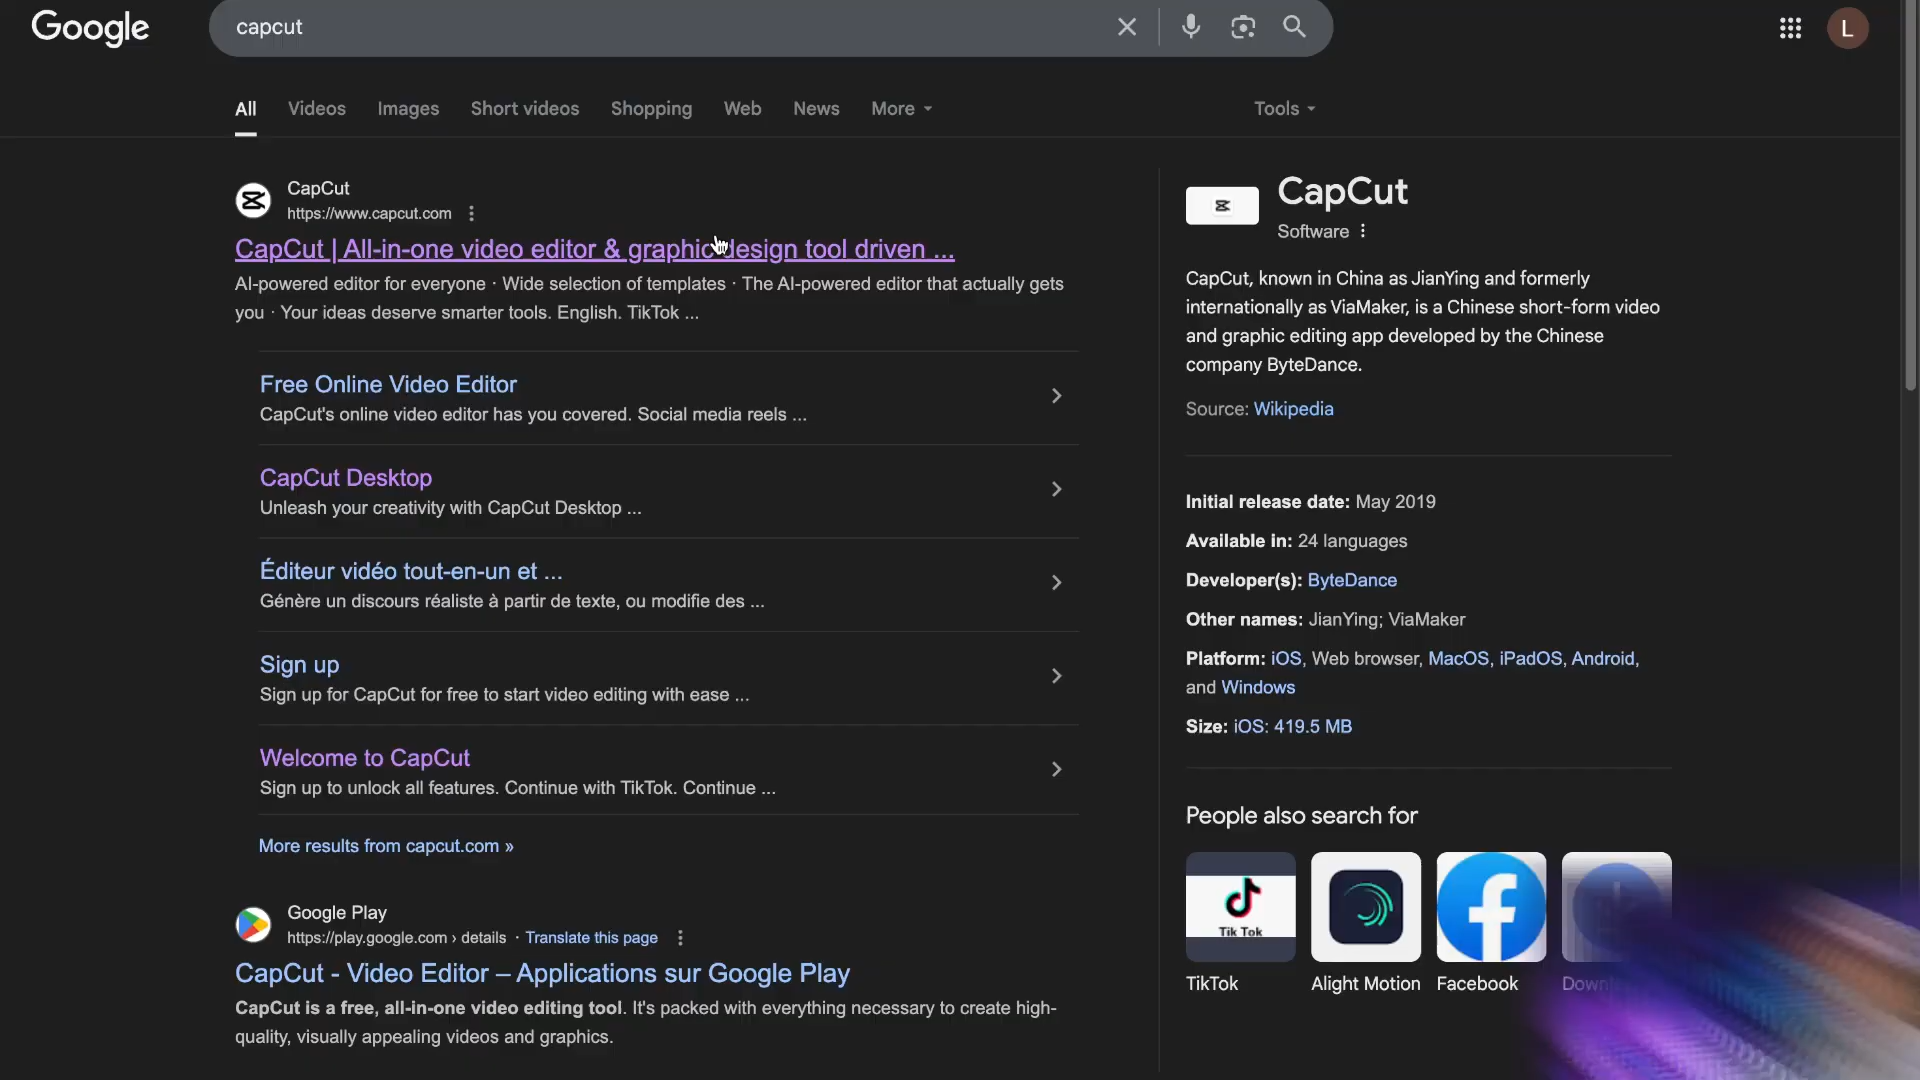 Google
capcut
L
All
Videos
Images
Short videos
Shopping
Web
News
More
Tools
CapCut
https://www.capcut.com
CapCut | All-in-one video editor & graphic design tool driven ...
AI-powered editor for everyone · Wide selection of templates · The AI-powered editor that actually gets
you · Your ideas deserve smarter tools. English. TikTok ...
Free Online Video Editor
CapCut's online video editor has you covered. Social media reels ...
CapCut Desktop
Unleash your creativity with CapCut Desktop ...
Éditeur vidéo tout-en-un et ...
Génère un discours réaliste à partir de texte, ou modifie des ...
Sign up
Sign up for CapCut for free to start video editing with ease ...
Welcome to CapCut
Sign up to unlock all features. Continue with TikTok. Continue ...
More results from capcut.com »
Google Play
https://play.google.com › details · Translate this page
CapCut - Video Editor – Applications sur Google Play
CapCut is a free, all-in-one video editing tool. It's packed with everything necessary to create high-
quality, visually appealing videos and graphics.
CapCut
Software
CapCut, known in China as JianYing and formerly
internationally as ViaMaker, is a Chinese short-form video
and graphic editing app developed by the Chinese
company ByteDance.
Source: Wikipedia
Initial release date: May 2019
Available in: 24 languages
Developer(s): ByteDance
Other names: JianYing; ViaMaker
Platform: iOS, Web browser, MacOS, iPadOS, Android,
and Windows
Size: iOS: 419.5 MB
People also search for
Tik Tok
TikTok
Alight Motion
Facebook